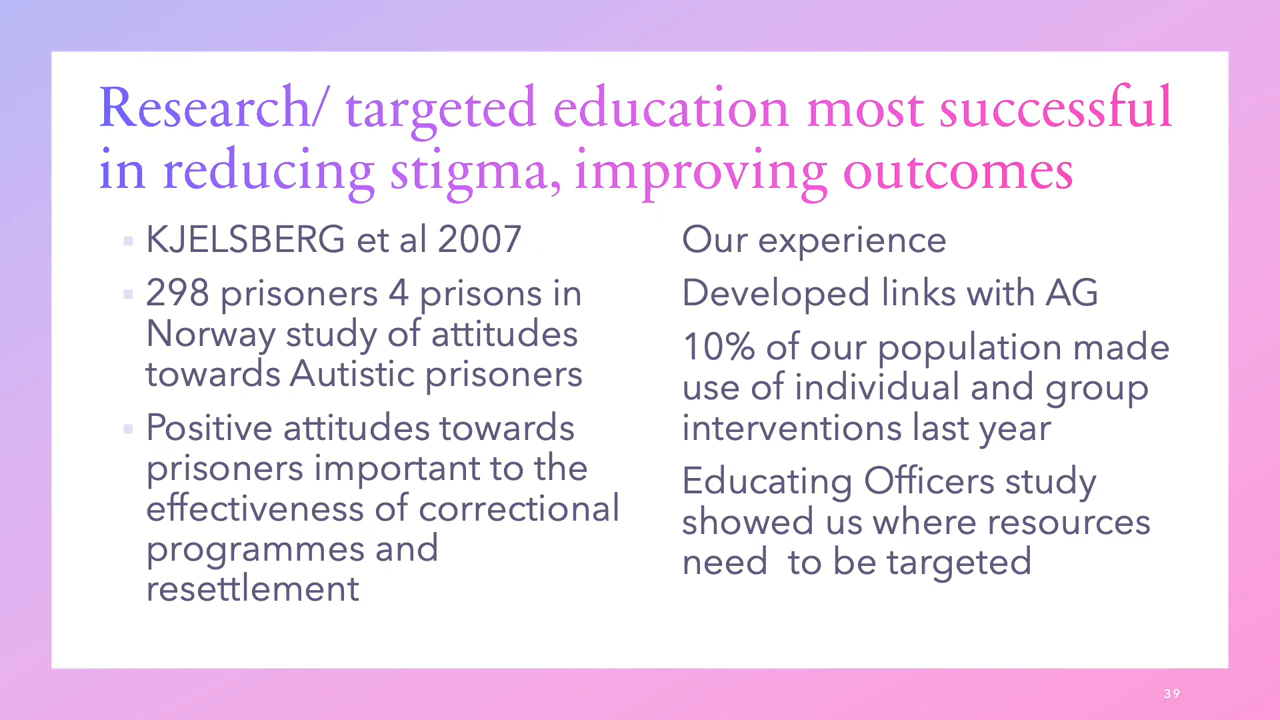 Research/ targeted education most successful
in reducing stigma, improving outcomes
KJELSBERG et al 2007
298 prisoners 4 prisons in
Norway study of attitudes
towards Autistic prisoners
Positive attitudes towards
prisoners important to the
effectiveness of correctional
programmes and
resettlement
Our experience
Developed links with AG
10% of our population made
use of individual and group
interventions last year
Educating Officers study
showed us where resources
need  to be targeted
39